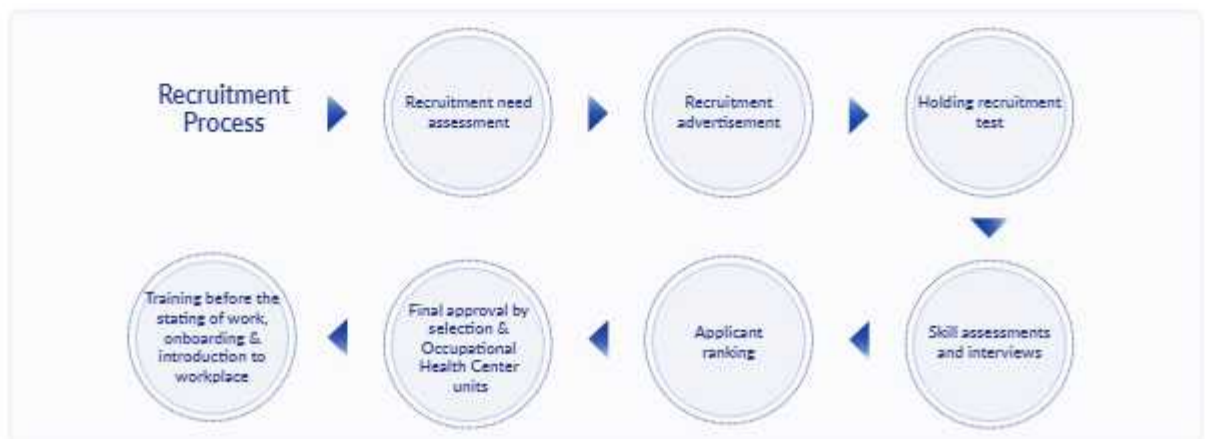 Recruitment
Process
Recruitment need
assessment
Recruitment
advertisement
Holding recruitment
test
Skill assessments
and interviews
Applicant
ranking
Final approval by
selection &
Occupational
Health Center
units
Training before the
stating of work,
onboarding &
introduction to
workplace